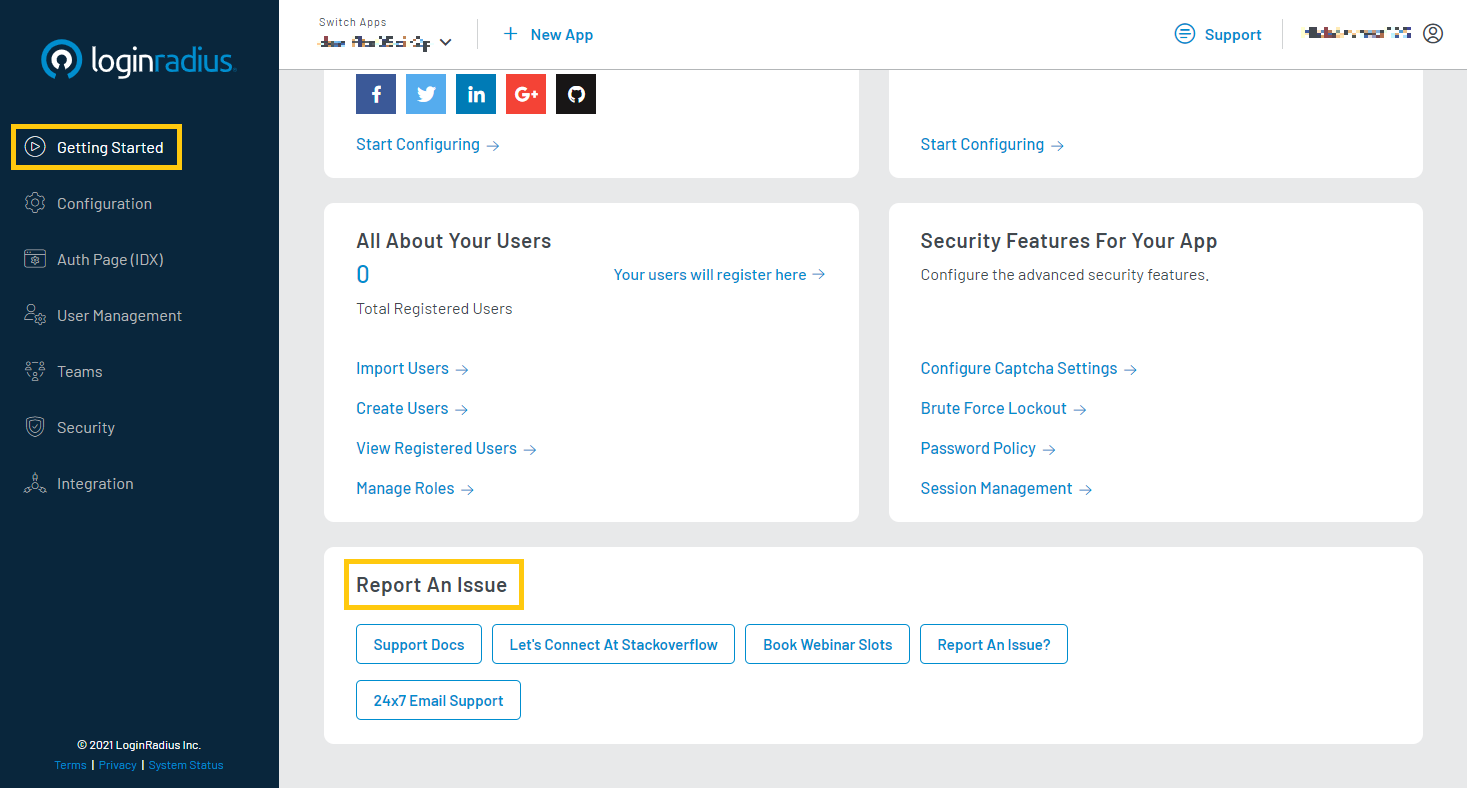 loginradius
Switch Apps
New App
Support
Getting Started
Configuration
Auth Page (IDX)
User Management
Teams
Security
Integration
© 2021 LoginRadius Inc.
Terms | Privacy | System Status
f in G+
Start Configuring →
Start Configuring →
All About Your Users
0
Your users will register here →
Total Registered Users
Import Users →
Create Users →
View Registered Users →
Manage Roles →
Security Features For Your App
Configure the advanced security features.
Configure Captcha Settings →
Brute Force Lockout →
Password Policy →
Session Management →
Report An Issue
Support Docs
Let's Connect At Stackoverflow
Book Webinar Slots
Report An Issue?
24x7 Email Support